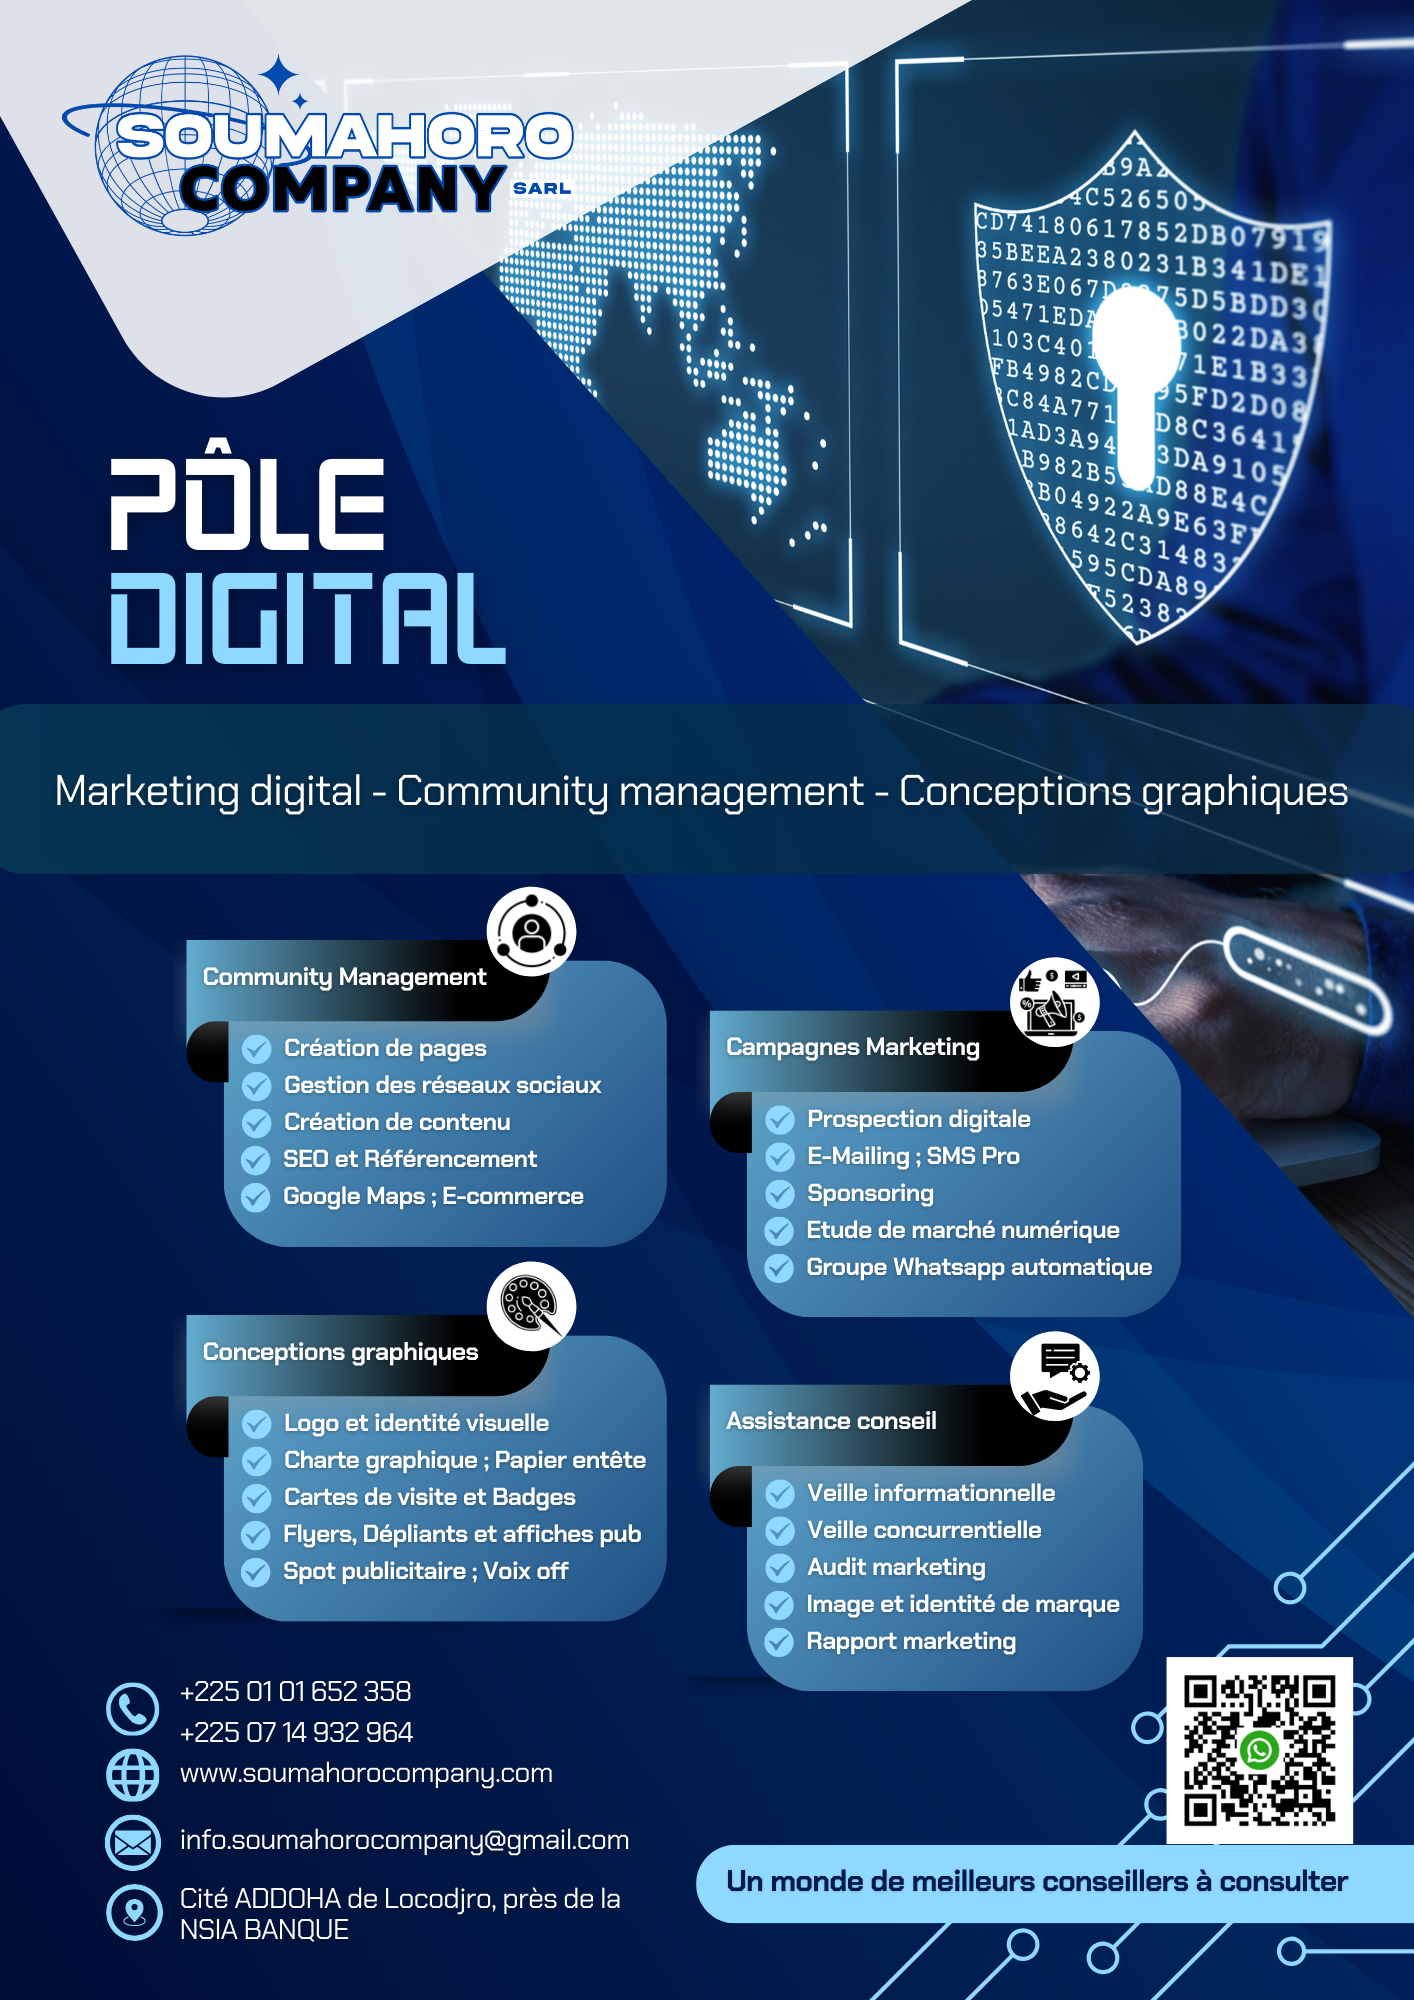 SOUMAHORO
COMPANY SARL
PÔLE
DIGITAL
Marketing digital - Community management - Conceptions graphiques
Community Management
Création de pages
Gestion des réseaux sociaux
Création de contenu
SEO et Référencement
Google Maps ; E-commerce
Campagnes Marketing
Prospection digitale
E-Mailing ; SMS Pro
Sponsoring
Etude de marché numérique
Groupe Whatsapp automatique
Conceptions graphiques
Logo et identité visuelle
Charte graphique ; Papier entête
Cartes de visite et Badges
Flyers, Dépliants et affiches pub
Spot publicitaire ; Voix off
Assistance conseil
Veille informationnelle
Veille concurrentielle
Audit marketing
Image et identité de marque
Rapport marketing
+225 01 01 652 358
+225 07 14 932 964
www.soumahorocompany.com
info.soumahorocompany@gmail.com
Cité ADDOHA de Locodjro, près de la
NSIA BANQUE
Un monde de meilleurs conseillers à consulter